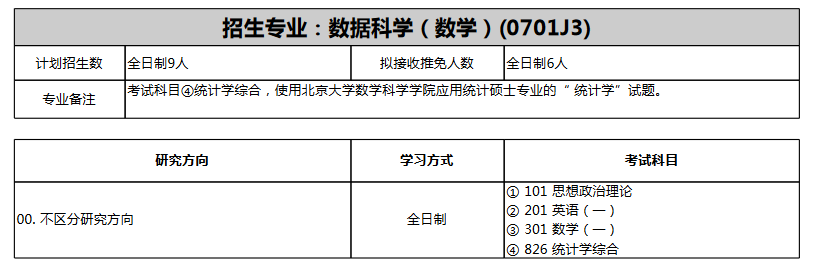 招生专业：数据科学（数学）(0701J3)
计划招生数 全日制9人 拟接收推免人数 全日制6人
专业备注 考试科目④统计学综合，使用北京大学数学科学学院应用统计硕士专业的“ 统计学”试题。
研究方向 学习方式 考试科目
00. 不区分研究方向 全日制
① 101 思想政治理论
② 201 英语（一）
③ 301 数学（一）
④ 826 统计学综合